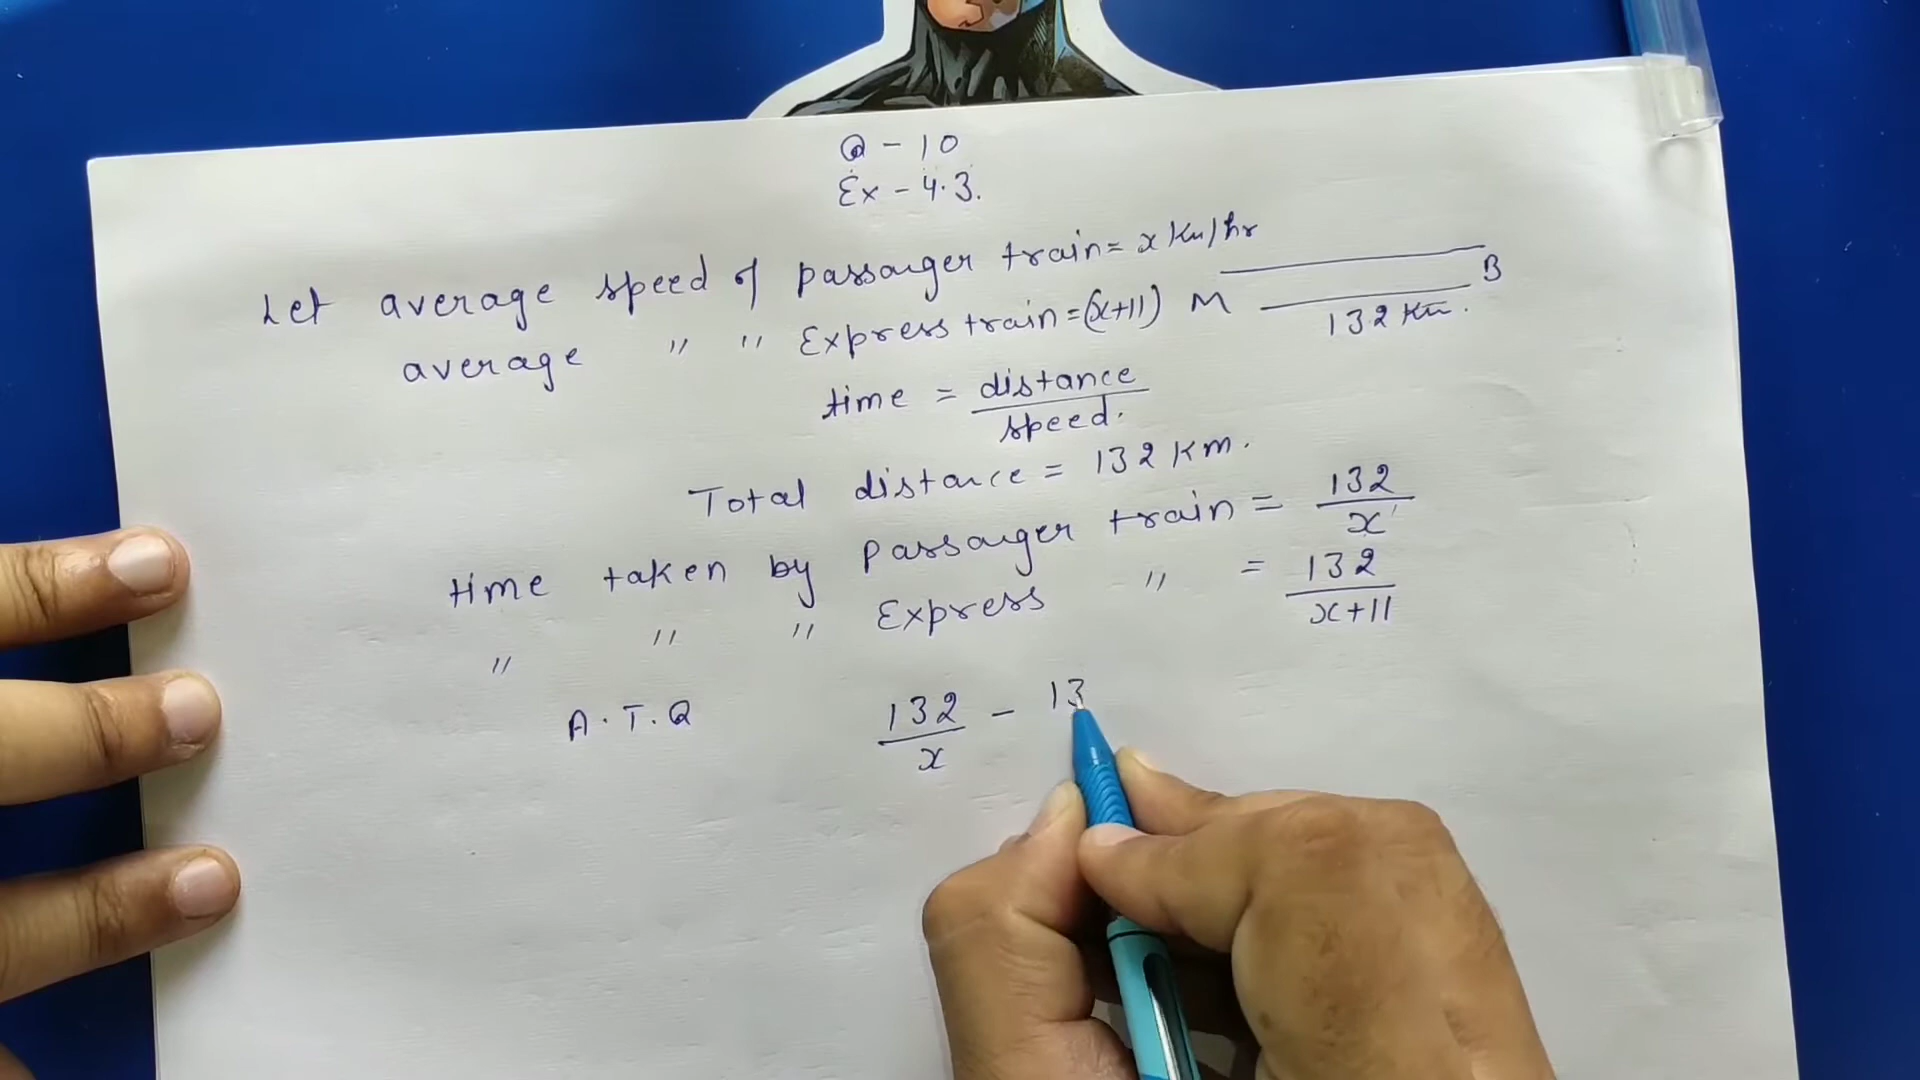 Q - 10
Ex - 4.3.
Let average speed of passanger train = x Km/hr
average " " Express train = (x+11) M B
132 Km.
time = distance / speed.
Total distance = 132 Km.
time taken by passanger train = 132 / x
" " " Express " = 132 / x+11
A.T.Q 132 / x - 13